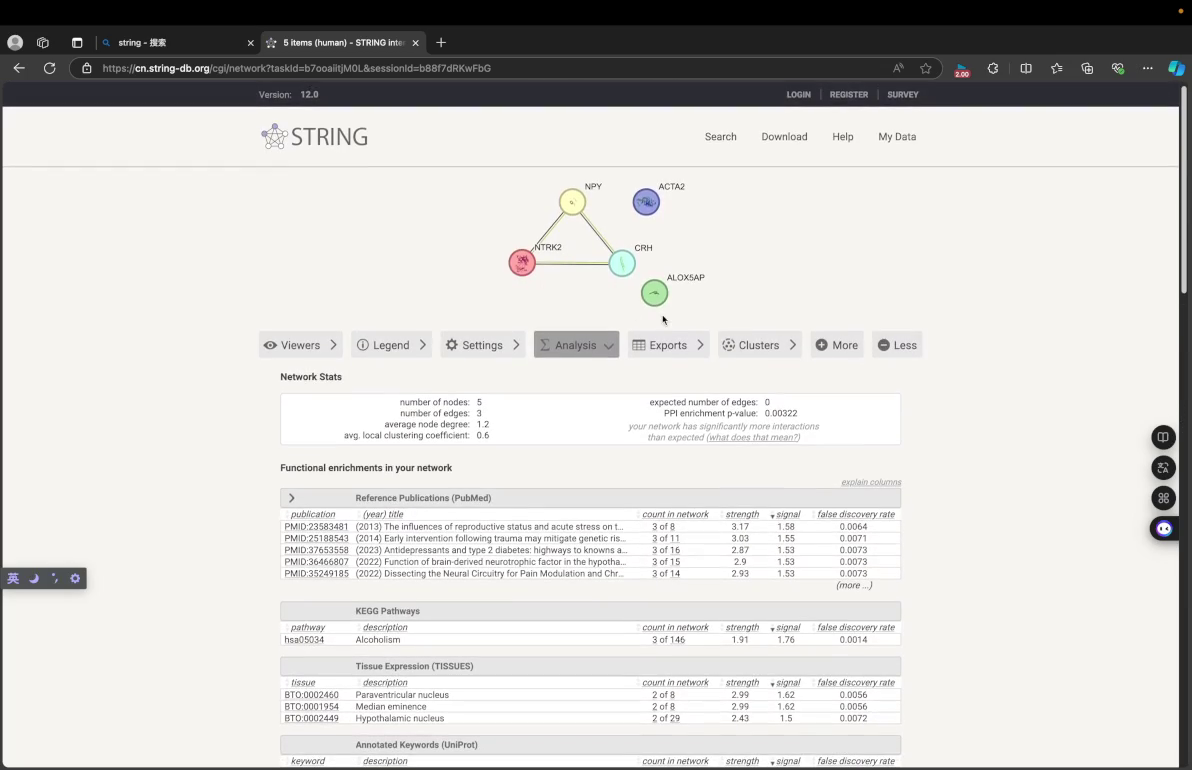 string - 搜索
5 items (human) - STRING inte
https://cn.string-db.org/cgi/network?taskId=b7ooaiitjM0L&sessionId=b88f7dRKwFbG
2.00
Version: 12.0
LOGIN REGISTER SURVEY
STRING
Search Download Help My Data
NPY
ACTA2
NTRK2
CRH
ALOX5AP
Viewers Legend Settings Analysis Exports Clusters More Less
Network Stats
number of nodes: 5 expected number of edges: 0
number of edges: 3 PPI enrichment p-value: 0.00322
average node degree: 1.2 your network has significantly more interactions
avg. local clustering coefficient: 0.6 than expected (what does that mean?)
Functional enrichments in your network
explain columns
Reference Publications (PubMed)
publication (year) title count in network strength signal false discovery rate
PMID:23583481 (2013) The influences of reproductive status and acute stress on t... 3 of 8 3.17 1.58 0.0064
PMID:25188543 (2014) Early intervention following trauma may mitigate genetic ris... 3 of 11 3.03 1.55 0.0071
PMID:37653558 (2023) Antidepressants and type 2 diabetes: highways to knowns a... 3 of 16 2.87 1.53 0.0073
PMID:36466807 (2022) Function of brain-derived neurotrophic factor in the hypotha... 3 of 15 2.9 1.53 0.0073
PMID:35249185 (2022) Dissecting the Neural Circuitry for Pain Modulation and Chr... 3 of 14 2.93 1.53 0.0073
(more ...)
KEGG Pathways
pathway description count in network strength signal false discovery rate
hsa05034 Alcoholism 3 of 146 1.91 1.76 0.0014
Tissue Expression (TISSUES)
tissue description count in network strength signal false discovery rate
BTO:0002460 Paraventricular nucleus 2 of 8 2.99 1.62 0.0056
BTO:0001954 Median eminence 2 of 8 2.99 1.62 0.0056
BTO:0002449 Hypothalamic nucleus 2 of 29 2.43 1.5 0.0072
Annotated Keywords (UniProt)
keyword description count in network strength signal false discovery rate
英